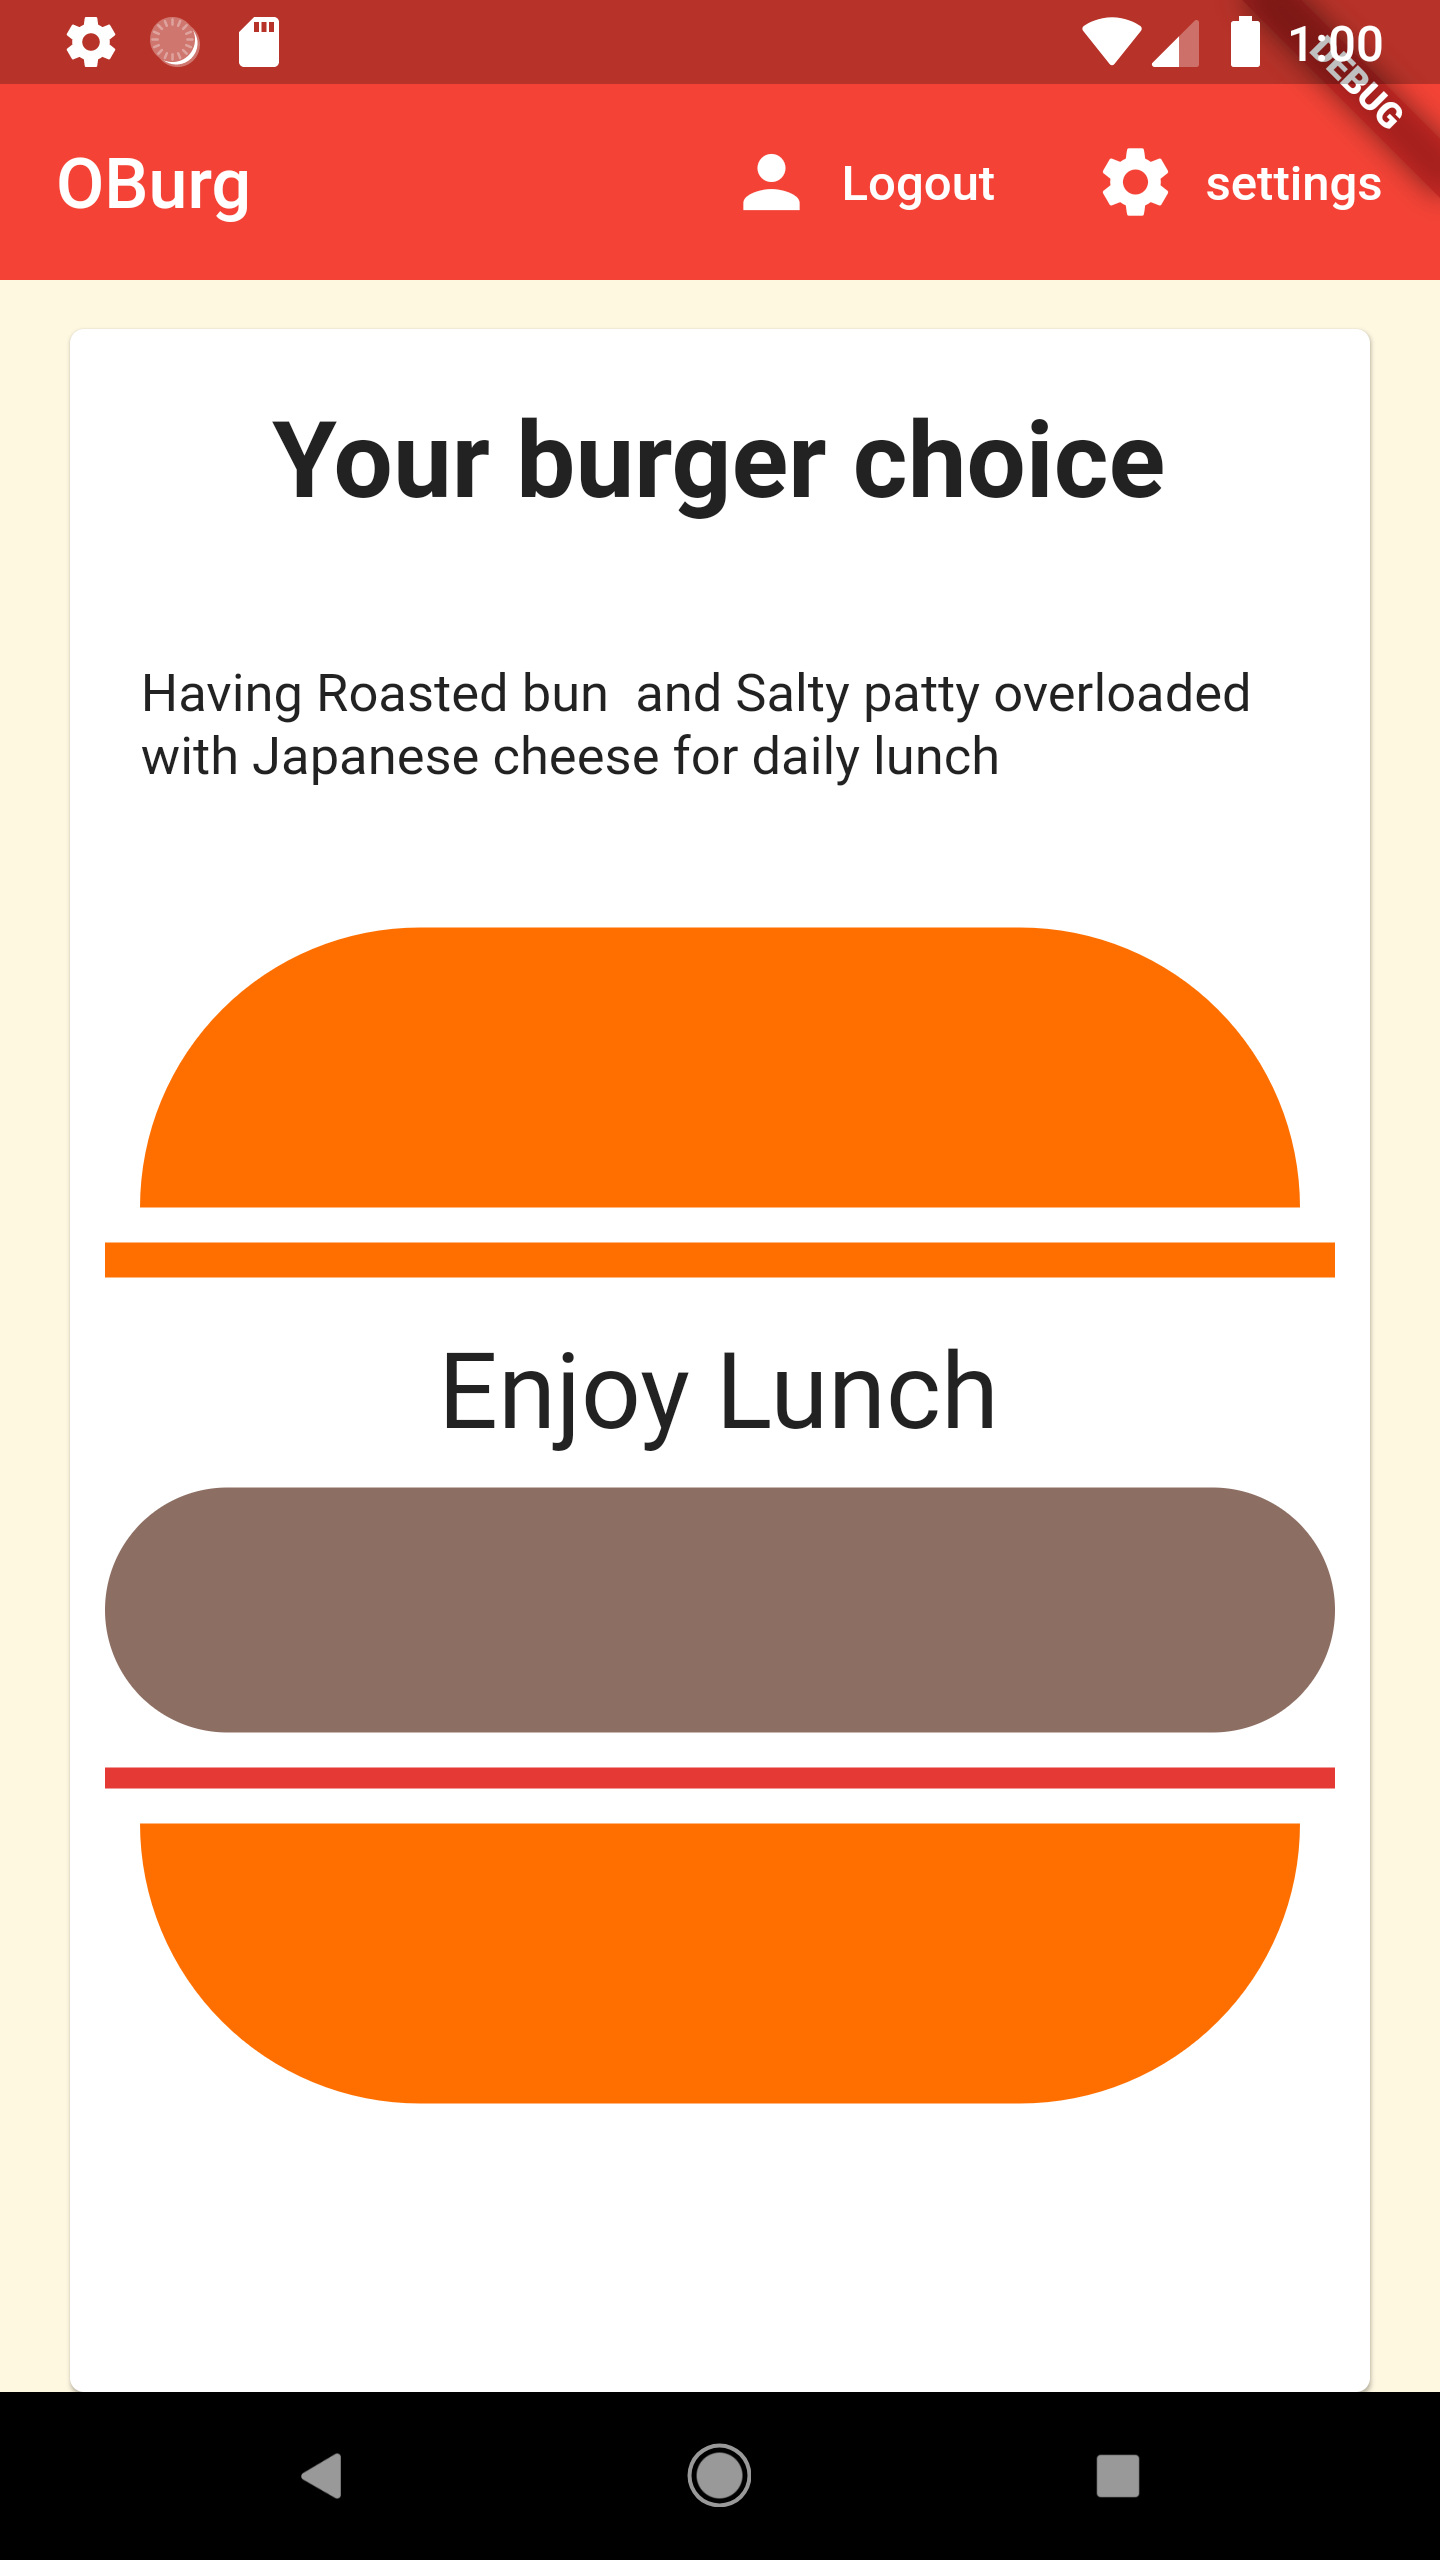 1:00
DEBUG
OBurg
Logout
settings
Your burger choice
Having Roasted bun  and Salty patty overloaded
with Japanese cheese for daily lunch
Enjoy Lunch